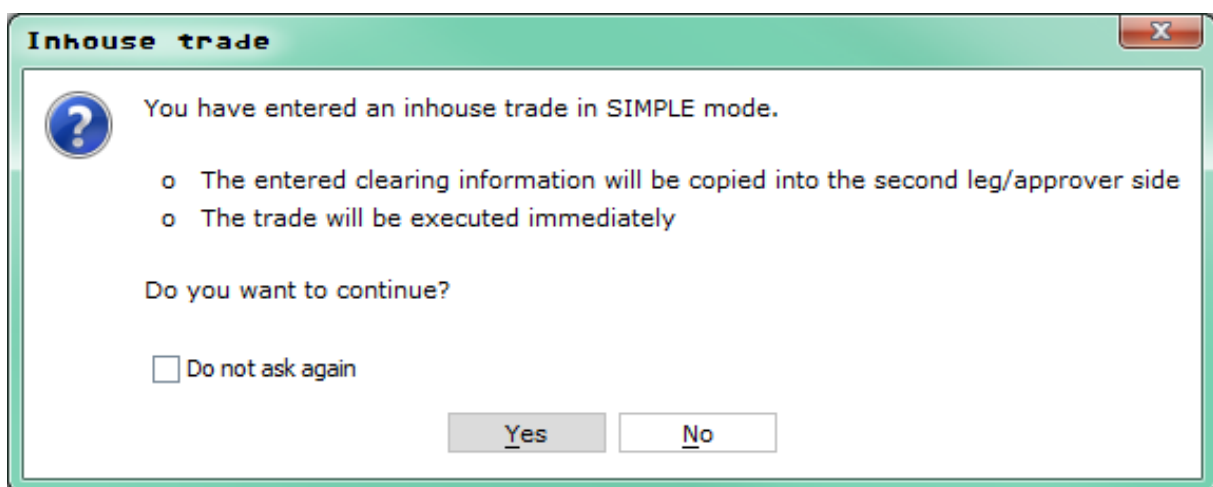 Inhouse trade
You have entered an inhouse trade in SIMPLE mode.
o The entered clearing information will be copied into the second leg/approver side
o The trade will be executed immediately
Do you want to continue?
Do not ask again
Yes No